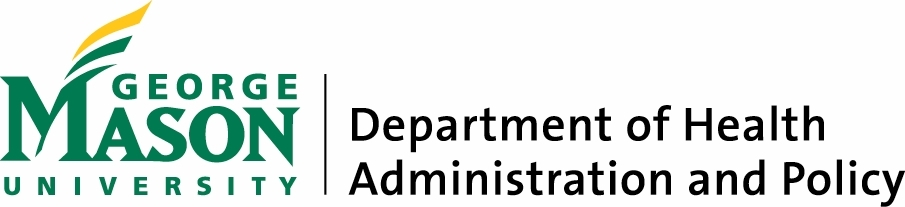 GEORGE
MASON
UNIVERSITY
Department of Health
Administration and Policy